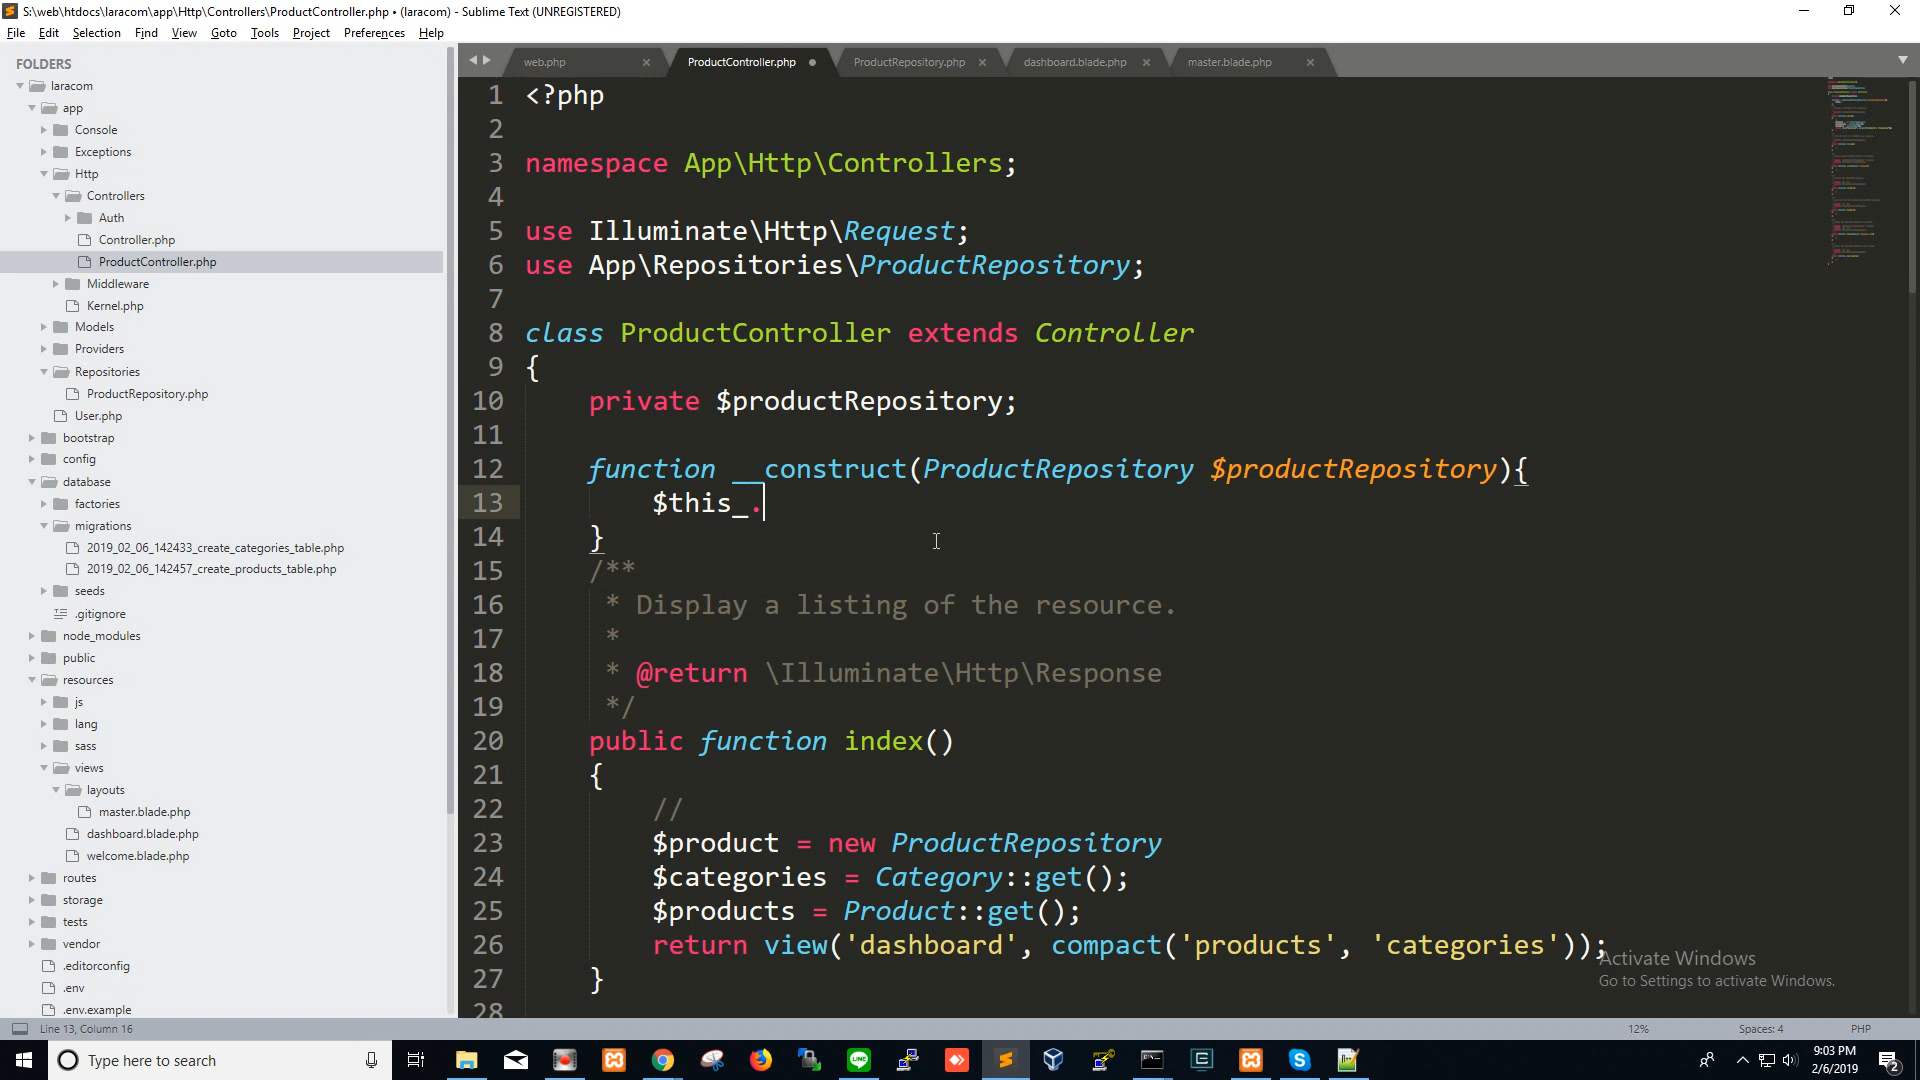 S:\web\htdocs\laracom\app\Http\Controllers\ProductController.php • (laracom) - Sublime Text (UNREGISTERED)
File Edit Selection Find View Goto Tools Project Preferences Help
FOLDERS
laracom
app
Console
Exceptions
Http
Controllers
Auth
Controller.php
ProductController.php
Middleware
Kernel.php
Models
Providers
Repositories
ProductRepository.php
User.php
bootstrap
config
database
factories
migrations
2019_02_06_142433_create_categories_table.php
2019_02_06_142457_create_products_table.php
seeds
.gitignore
node_modules
public
resources
js
lang
sass
views
layouts
master.blade.php
dashboard.blade.php
welcome.blade.php
routes
storage
tests
vendor
.editorconfig
.env
.env.example
web.php ProductController.php ProductRepository.php dashboard.blade.php master.blade.php
1 <?php
2
3 namespace App\Http\Controllers;
4
5 use Illuminate\Http\Request;
6 use App\Repositories\ProductRepository;
7
8 class ProductController extends Controller
9 {
10 private $productRepository;
11
12 function __construct(ProductRepository $productRepository){
13 $this_.
14 }
15 /**
16 * Display a listing of the resource.
17 *
18 * @return \Illuminate\Http\Response
19 */
20 public function index()
21 {
22 //
23 $product = new ProductRepository
24 $categories = Category::get();
25 $products = Product::get();
26 return view('dashboard', compact('products', 'categories'));
27 }
28
Activate Windows
Go to Settings to activate Windows.
Line 13, Column 16 12% Spaces: 4 PHP
Type here to search
9:03 PM
2/6/2019
2